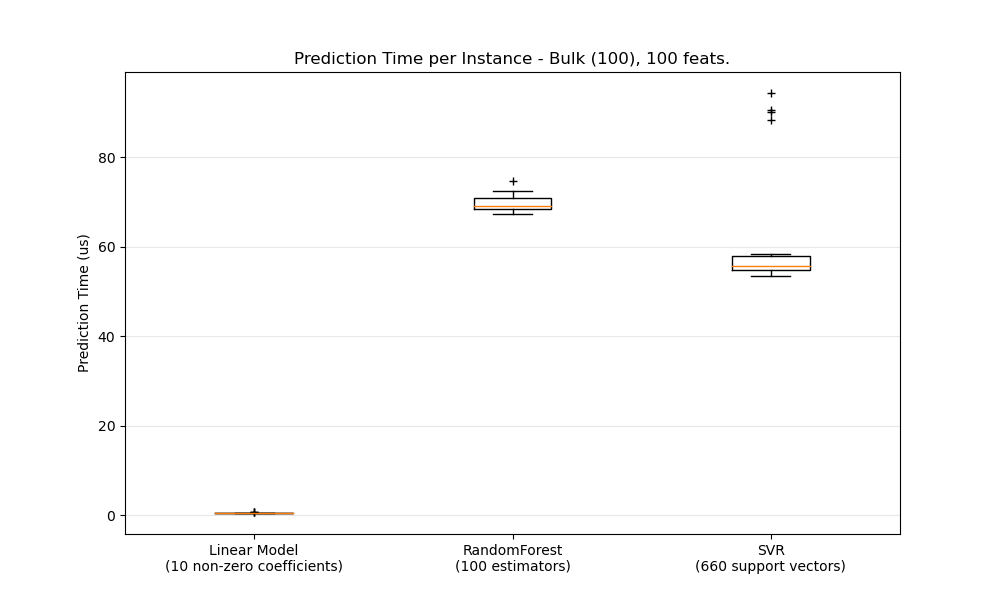 Prediction Time per Instance - Bulk (100), 100 feats.
Prediction Time (us)
80
60
40
20
0
Linear Model
(10 non-zero coefficients)
RandomForest
(100 estimators)
SVR
(660 support vectors)